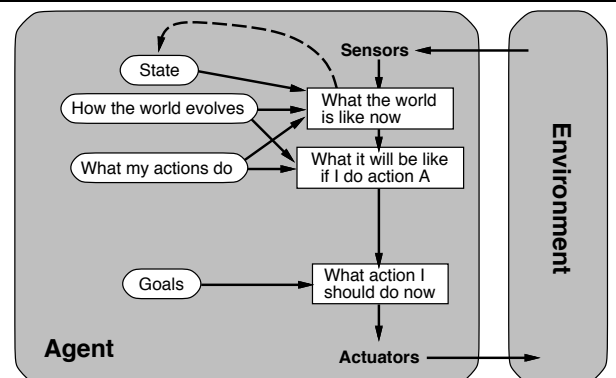 Sensors
State
How the world evolves
What the world
is like now
What my actions do
What it will be like
if I do action A
Goals
What action I
should do now
Agent
Actuators
Environment